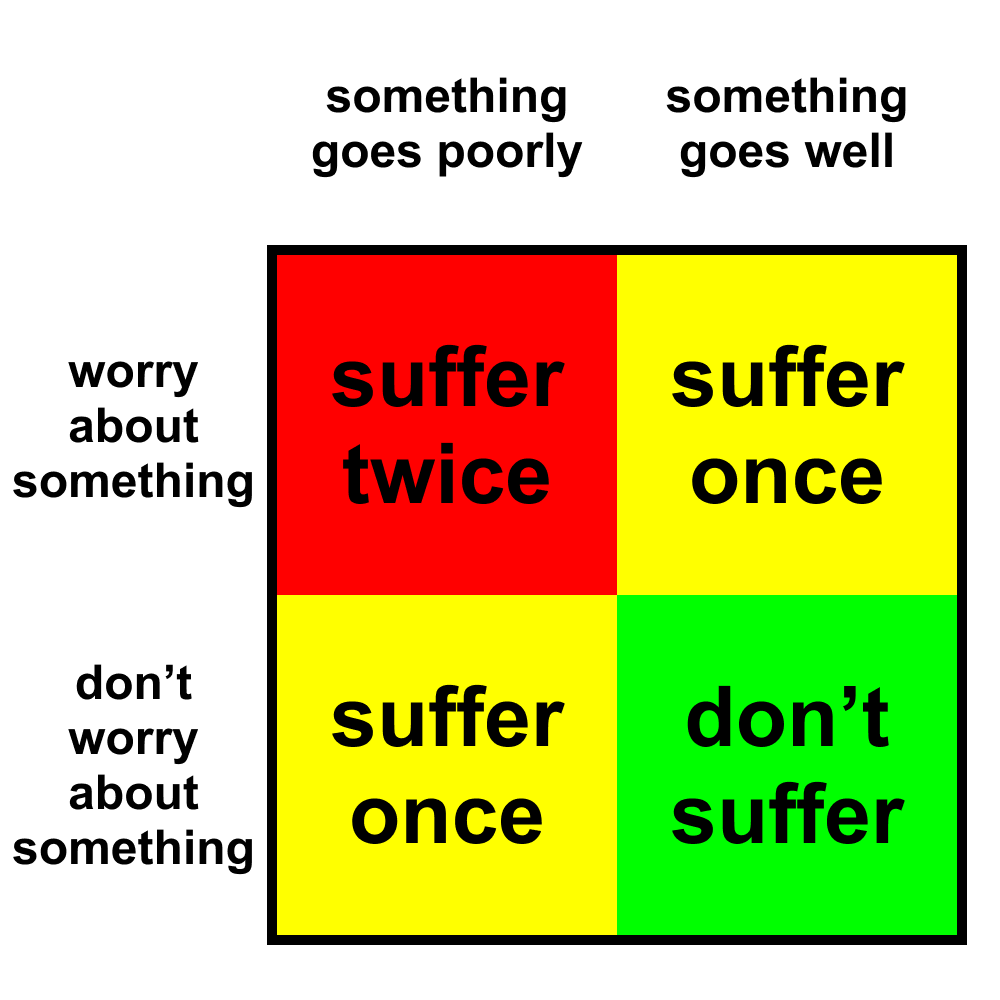 something
goes poorly
something
goes well
worry
about
something
suffer
twice
suffer
once
don’t
worry
about
something
suffer
once
don’t
suffer